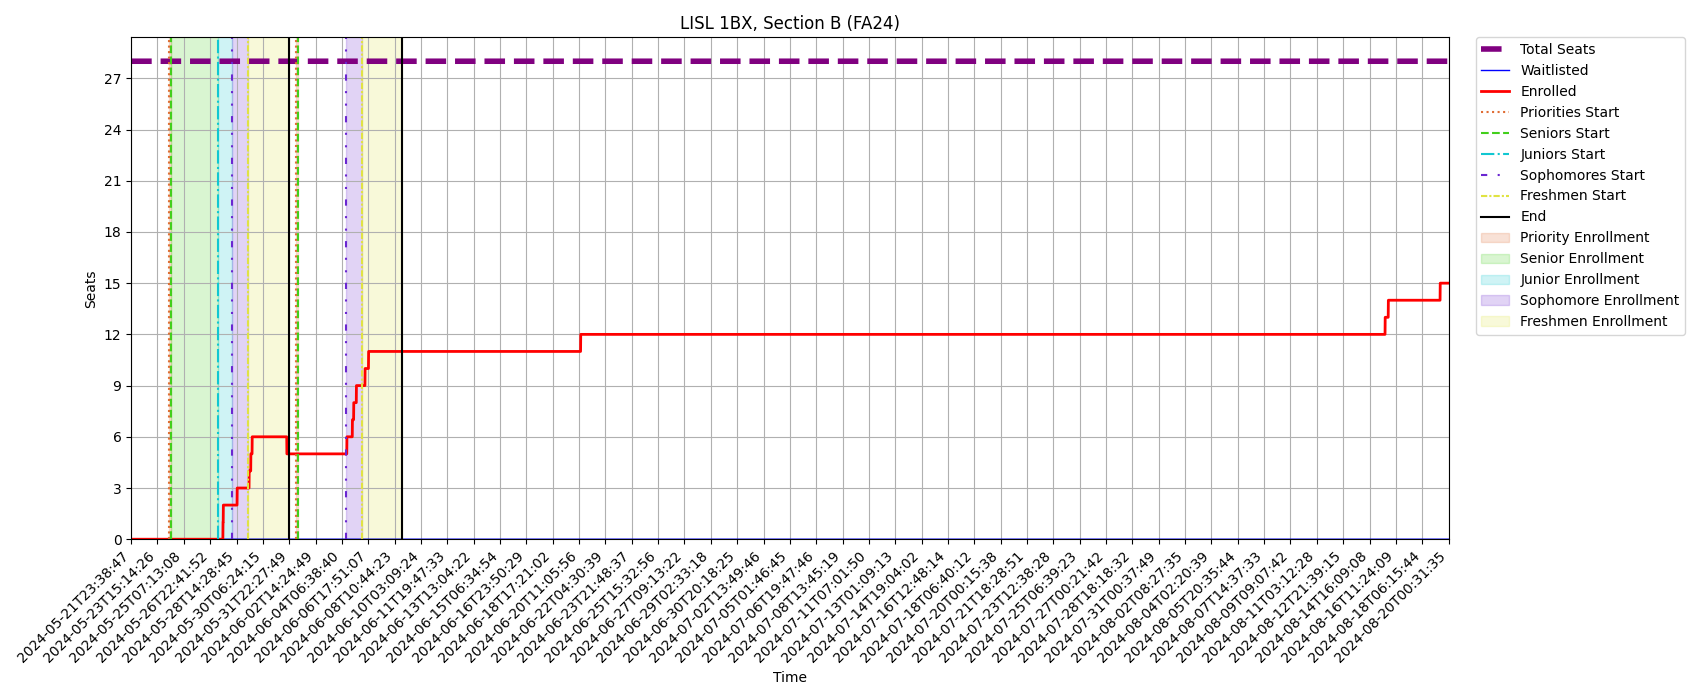 LISL 1BX, Section B (FA24)
Seats
27
24
21
18
15
12
9
6
3
0
2024-05-21T23:38:47
2024-05-23T15:14:26
2024-05-25T07:13:08
2024-05-26T22:41:52
2024-05-28T14:28:45
2024-05-30T06:24:15
2024-05-31T22:27:49
2024-06-02T14:24:49
2024-06-04T06:38:40
2024-06-06T17:51:07
2024-06-08T10:44:23
2024-06-10T03:09:24
2024-06-11T19:47:33
2024-06-13T13:04:22
2024-06-15T06:34:54
2024-06-16T23:50:29
2024-06-18T17:21:02
2024-06-20T11:05:56
2024-06-22T04:30:39
2024-06-23T21:48:37
2024-06-25T15:32:56
2024-06-27T09:13:22
2024-06-29T02:33:18
2024-06-30T20:18:25
2024-07-02T13:49:46
2024-07-05T01:46:45
2024-07-06T19:47:46
2024-07-08T13:45:19
2024-07-11T07:01:50
2024-07-13T01:09:13
2024-07-14T19:04:02
2024-07-16T12:48:14
2024-07-18T06:40:12
2024-07-20T00:15:38
2024-07-21T18:28:51
2024-07-23T12:38:28
2024-07-25T06:39:23
2024-07-27T00:21:42
2024-07-28T18:18:32
2024-07-31T00:37:49
2024-08-02T08:27:35
2024-08-04T02:20:39
2024-08-05T20:35:44
2024-08-07T14:37:33
2024-08-09T09:07:42
2024-08-11T03:12:28
2024-08-12T21:39:15
2024-08-14T16:09:08
2024-08-16T11:24:09
2024-08-18T06:15:44
2024-08-20T00:31:35
Time
Total Seats
Waitlisted
Enrolled
Priorities Start
Seniors Start
Juniors Start
Sophomores Start
Freshmen Start
End
Priority Enrollment
Senior Enrollment
Junior Enrollment
Sophomore Enrollment
Freshmen Enrollment